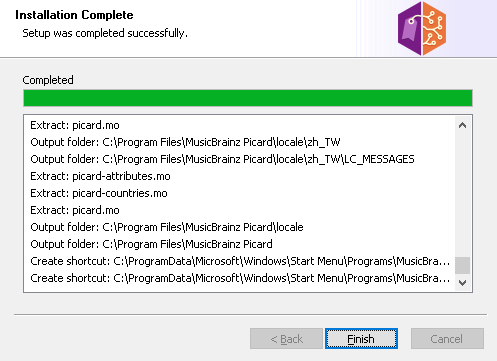 Installation Complete
Setup was completed successfully.
Completed
Extract: picard.mo
Output folder: C:\Program Files\MusicBrainz Picard\locale\zh_TW
Output folder: C:\Program Files\MusicBrainz Picard\locale\zh_TW\LC_MESSAGES
Extract: picard-attributes.mo
Extract: picard-countries.mo
Extract: picard.mo
Output folder: C:\Program Files\MusicBrainz Picard\locale
Output folder: C:\Program Files\MusicBrainz Picard
Create shortcut: C:\ProgramData\Microsoft\Windows\Start Menu\Programs\MusicBra...
Create shortcut: C:\ProgramData\Microsoft\Windows\Start Menu\Programs\MusicBra...
< Back
Finish
Cancel